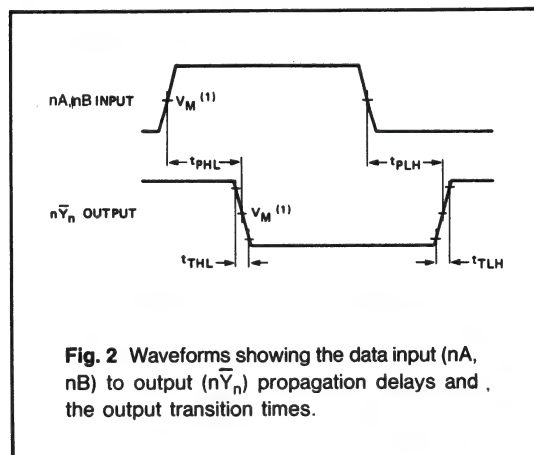 nA, nB INPUT
V_M (1)
t_PHL
t_PLH
nY̅_n OUTPUT
V_M (1)
t_THL
t_TLH
Fig. 2 Waveforms showing the data input (nA,
nB) to output (nY̅_n) propagation delays and ,
the output transition times.